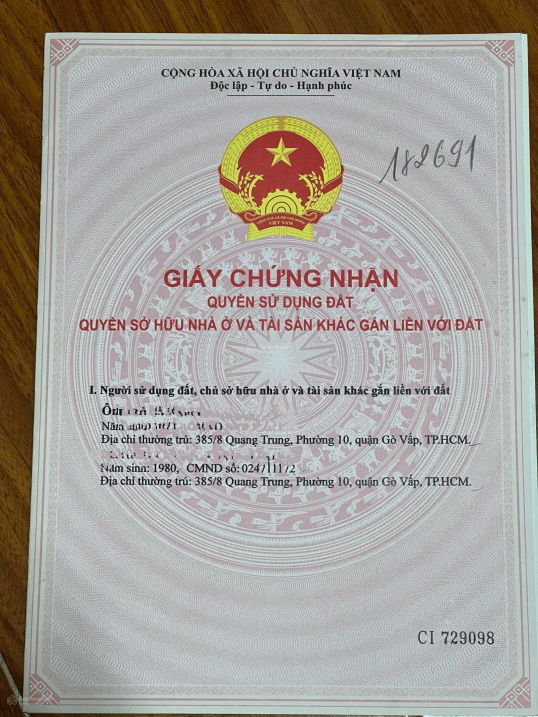 CỘNG HÒA XÃ HỘI CHỦ NGHĨA VIỆT NAM
Độc lập - Tự do - Hạnh phúc
182691
VIỆT NAM
GIẤY CHỨNG NHẬN
QUYỀN SỬ DỤNG ĐẤT
QUYỀN SỞ HỮU NHÀ Ở VÀ TÀI SẢN KHÁC GẮN LIỀN VỚI ĐẤT
I. Người sử dụng đất, chủ sở hữu nhà ở và tài sản khác gắn liền với đất
Năm
Địa chỉ thường trú: 385/8 Quang Trung, Phường 10, quận Gò Vấp, TP.HCM.
Năm sinh: 1980, CMND số:
Địa chỉ thường trú: 385/8 Quang Trung, Phường 10, quận Gò Vấp, TP.HCM.
CI 729098